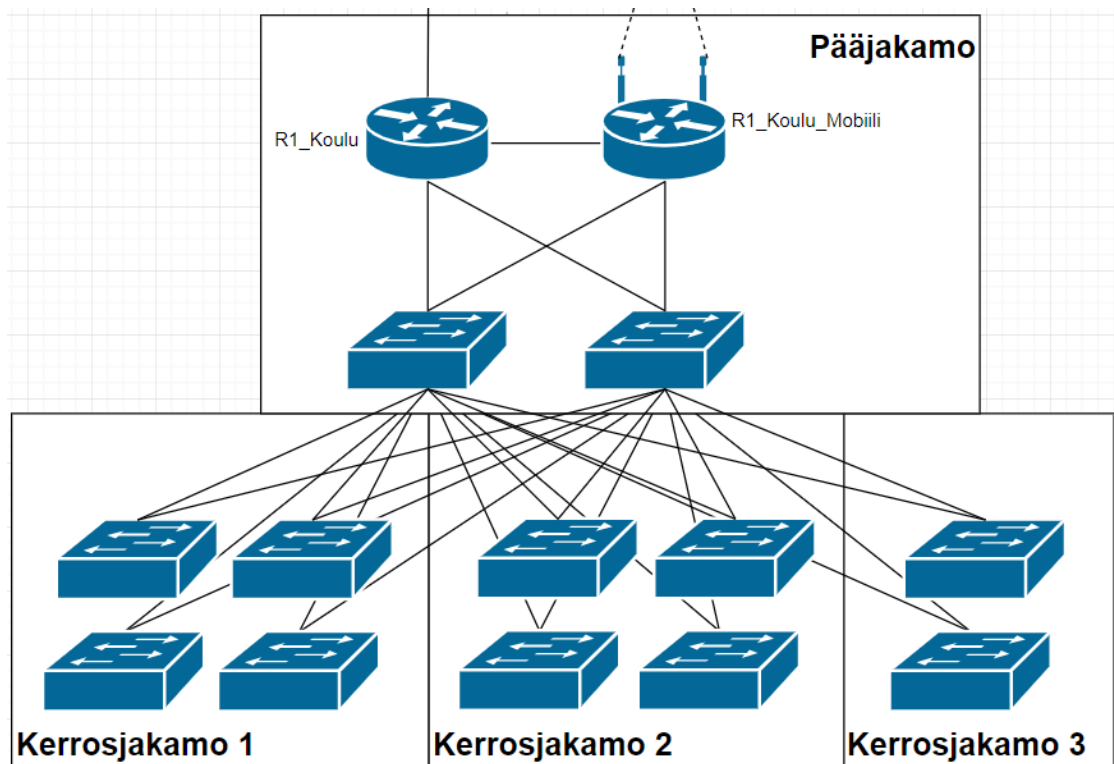 Pääjakamo
R1_Koulu
R1_Koulu_Mobiili
Kerrosjakamo 1
Kerrosjakamo 2
Kerrosjakamo 3